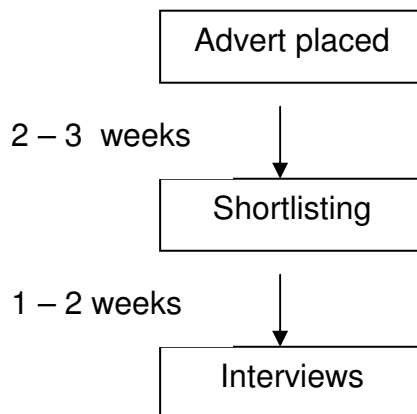 Advert placed
2 – 3  weeks
Shortlisting
1 – 2 weeks
Interviews